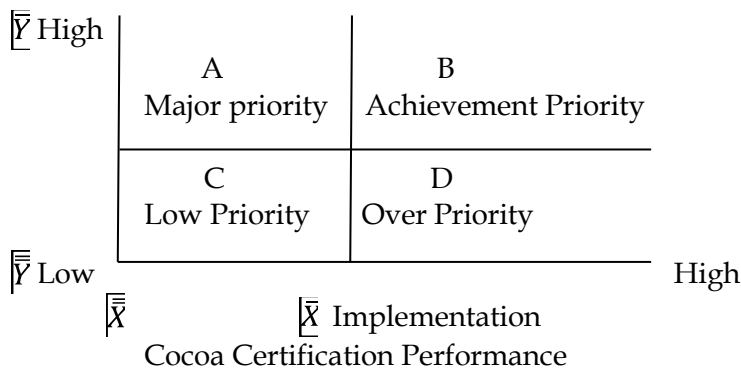 Y̅ High
A B
Major priority Achievement Priority
C D
Low Priority Over Priority
Y̿ Low High
X̿ X̅ Implementation
Cocoa Certification Performance